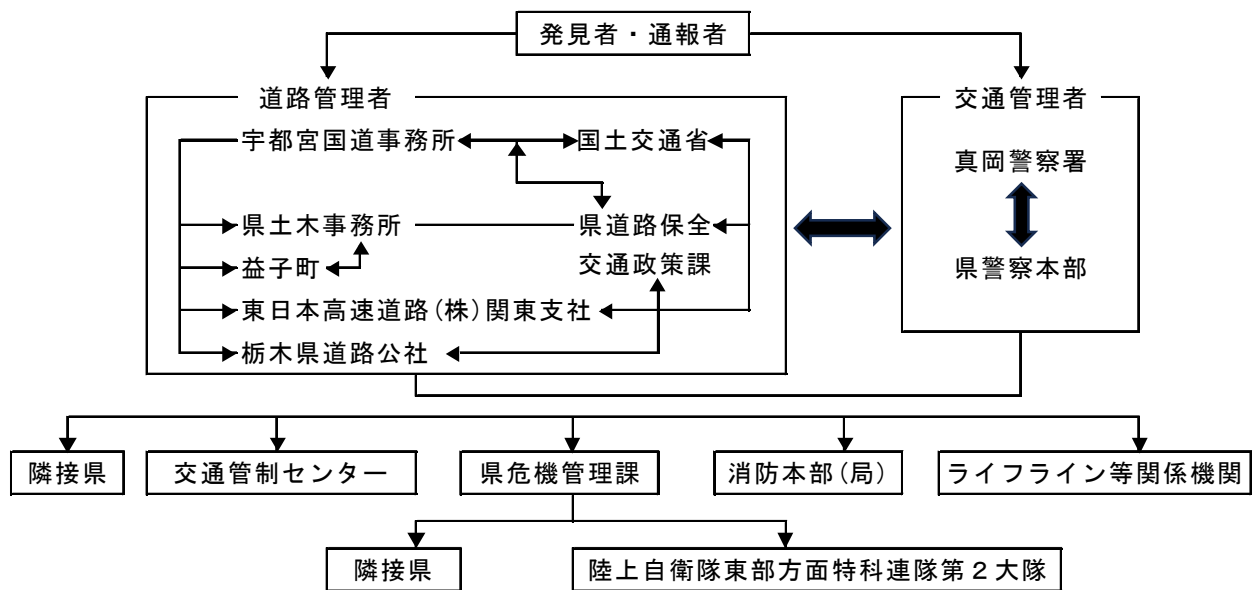 発見者・通報者
道路管理者
交通管理者
宇都宮国道事務所
国土交通省
真岡警察署
県土木事務所
県道路保全
益子町
交通政策課
県警察本部
東日本高速道路(株)関東支社
栃木県道路公社
隣接県
交通管制センター
県危機管理課
消防本部(局)
ライフライン等関係機関
隣接県
陸上自衛隊東部方面特科連隊第2大隊